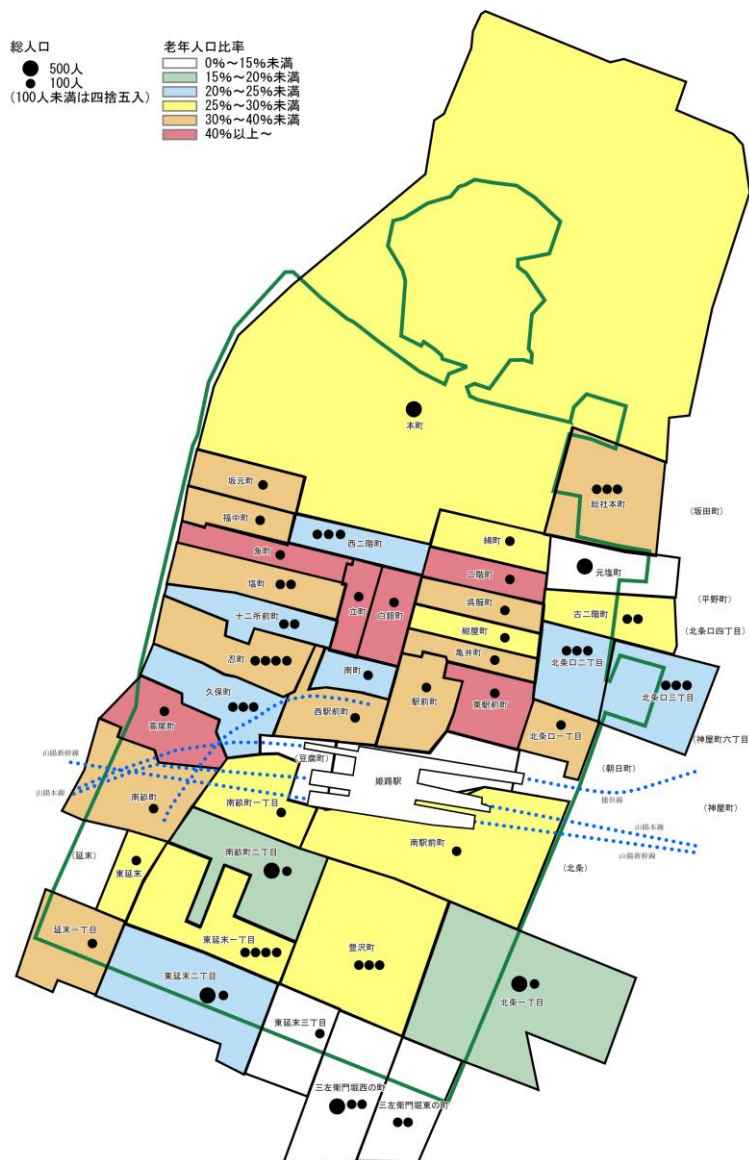 総人口
500人
100人
(100人未満は四捨五入)
老年人口比率
0%～15%未満
15%～20%未満
20%～25%未満
25%～30%未満
30%～40%未満
40%以上～
本町
坂元町
総社本町
(坂田町)
福中町
西二階町
綿町
魚町
元塩町
二階町
塩町
(平野町)
立町
白銀町
呉服町
古二階町
十二所前町
紺屋町
(北条口四丁目)
忍町
南町
亀井町
北条口二丁目
北条口三丁目
久保町
駅前町
東駅前町
高尾町
西駅前町
北条口一丁目
(神屋町六丁目)
山陽新幹線
(豆腐町)
姫路駅
(朝日町)
山陽本線
播但線
(神屋町)
南畝町
南畝町一丁目
山陽本線
南駅前町
山陽新幹線
(延末)
東延末
南畝町二丁目
(北条)
延末一丁目
東延末一丁目
豊沢町
東延末二丁目
北条一丁目
東延末三丁目
三左衛門堀西の町
三左衛門堀東の町